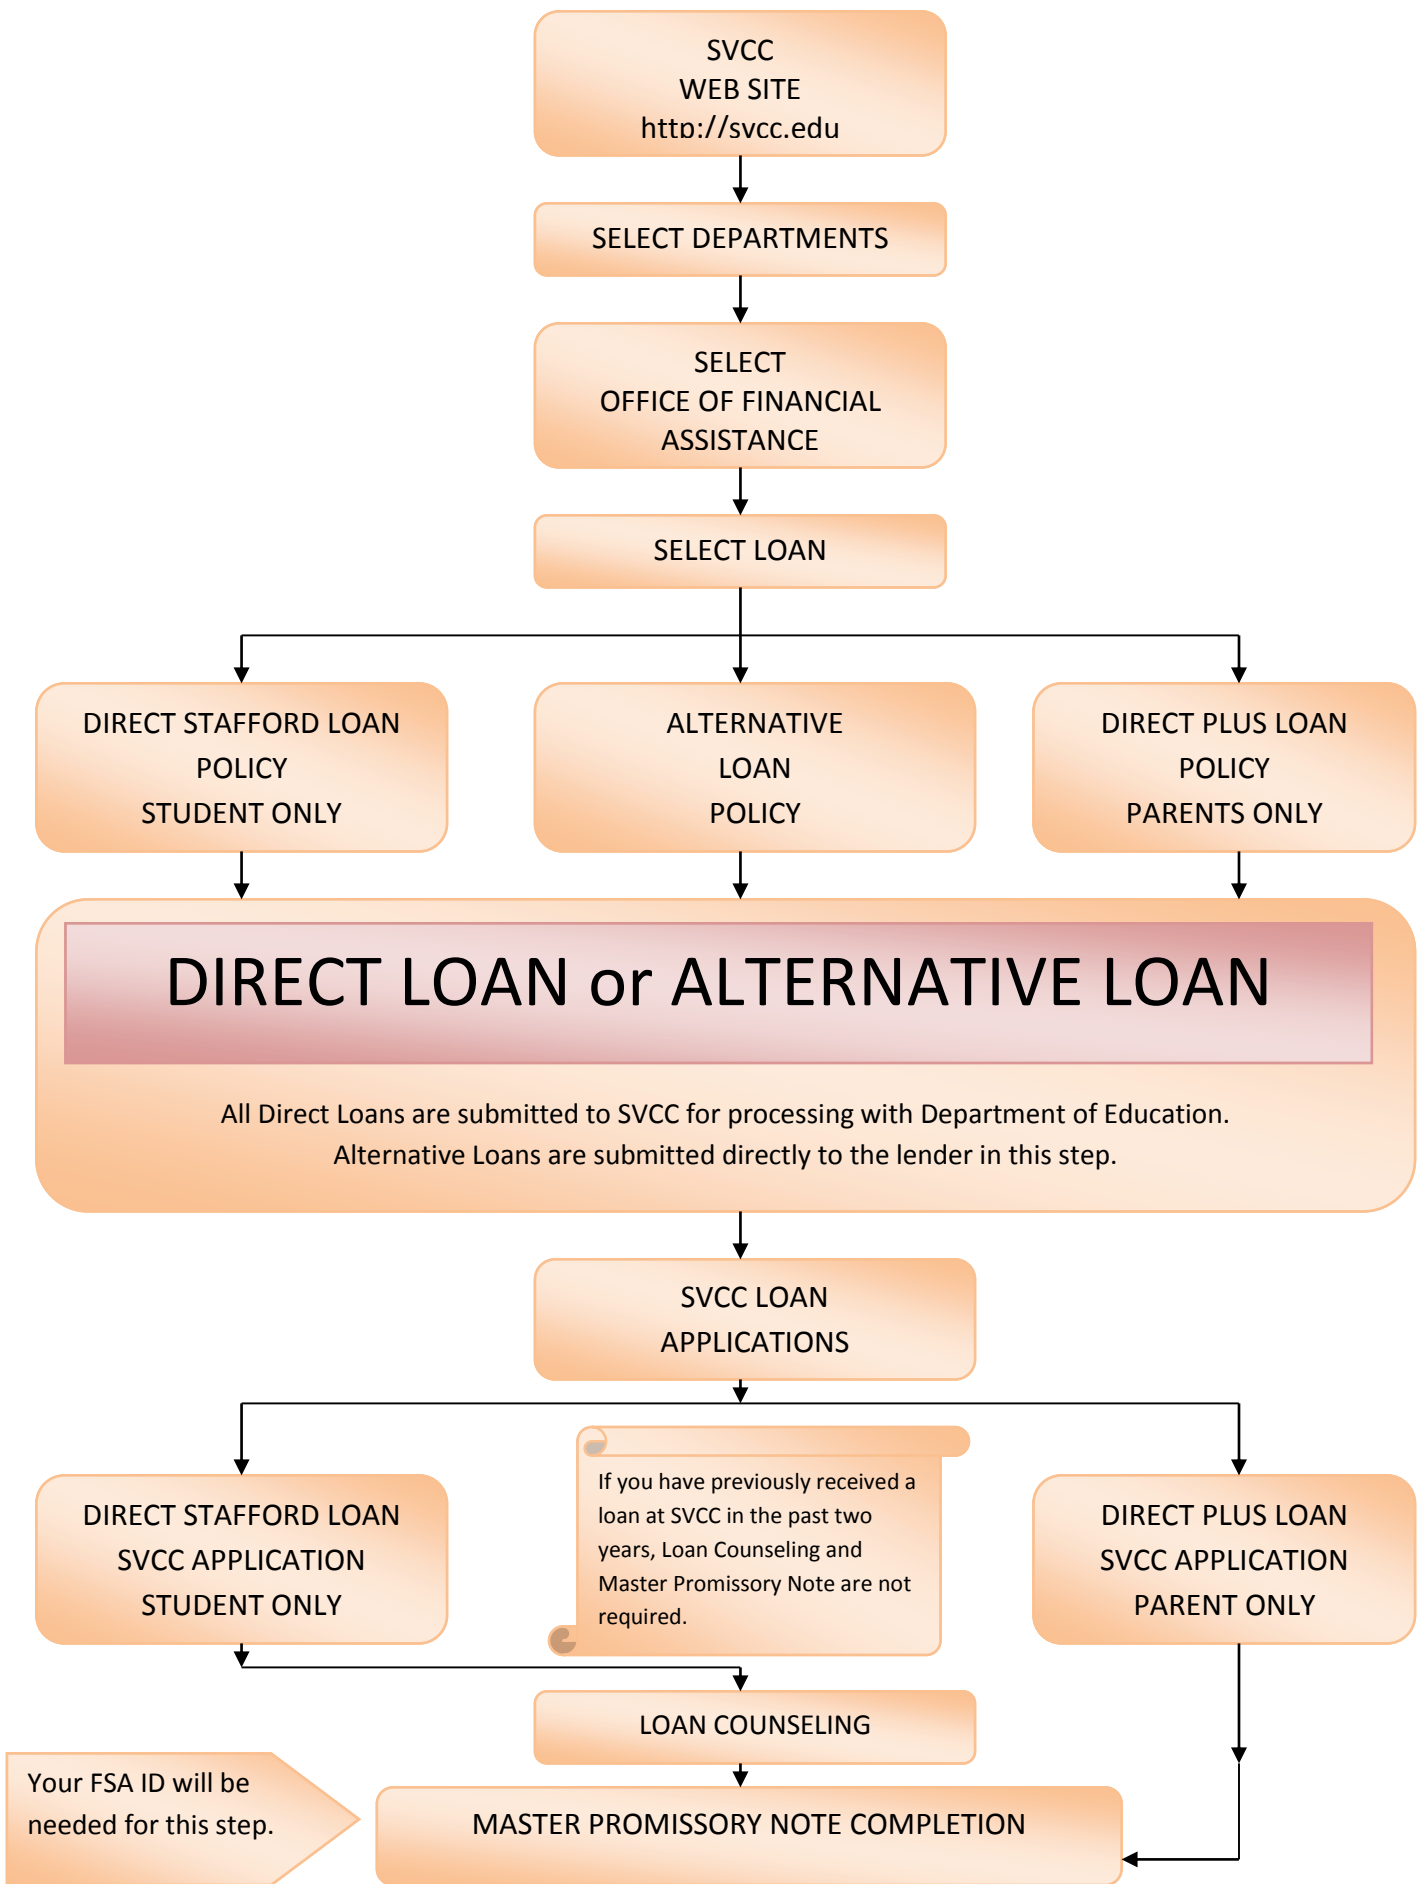 SVCC
WEB SITE
http://svcc.edu
SELECT DEPARTMENTS
SELECT
OFFICE OF FINANCIAL
ASSISTANCE
SELECT LOAN
DIRECT STAFFORD LOAN
POLICY
STUDENT ONLY
ALTERNATIVE
LOAN
POLICY
DIRECT PLUS LOAN
POLICY
PARENTS ONLY
DIRECT LOAN or ALTERNATIVE LOAN
All Direct Loans are submitted to SVCC for processing with Department of Education.
Alternative Loans are submitted directly to the lender in this step.
SVCC LOAN
APPLICATIONS
DIRECT STAFFORD LOAN
SVCC APPLICATION
STUDENT ONLY
If you have previously received a
loan at SVCC in the past two
years, Loan Counseling and
Master Promissory Note are not
required.
DIRECT PLUS LOAN
SVCC APPLICATION
PARENT ONLY
LOAN COUNSELING
Your FSA ID will be
needed for this step.
MASTER PROMISSORY NOTE COMPLETION